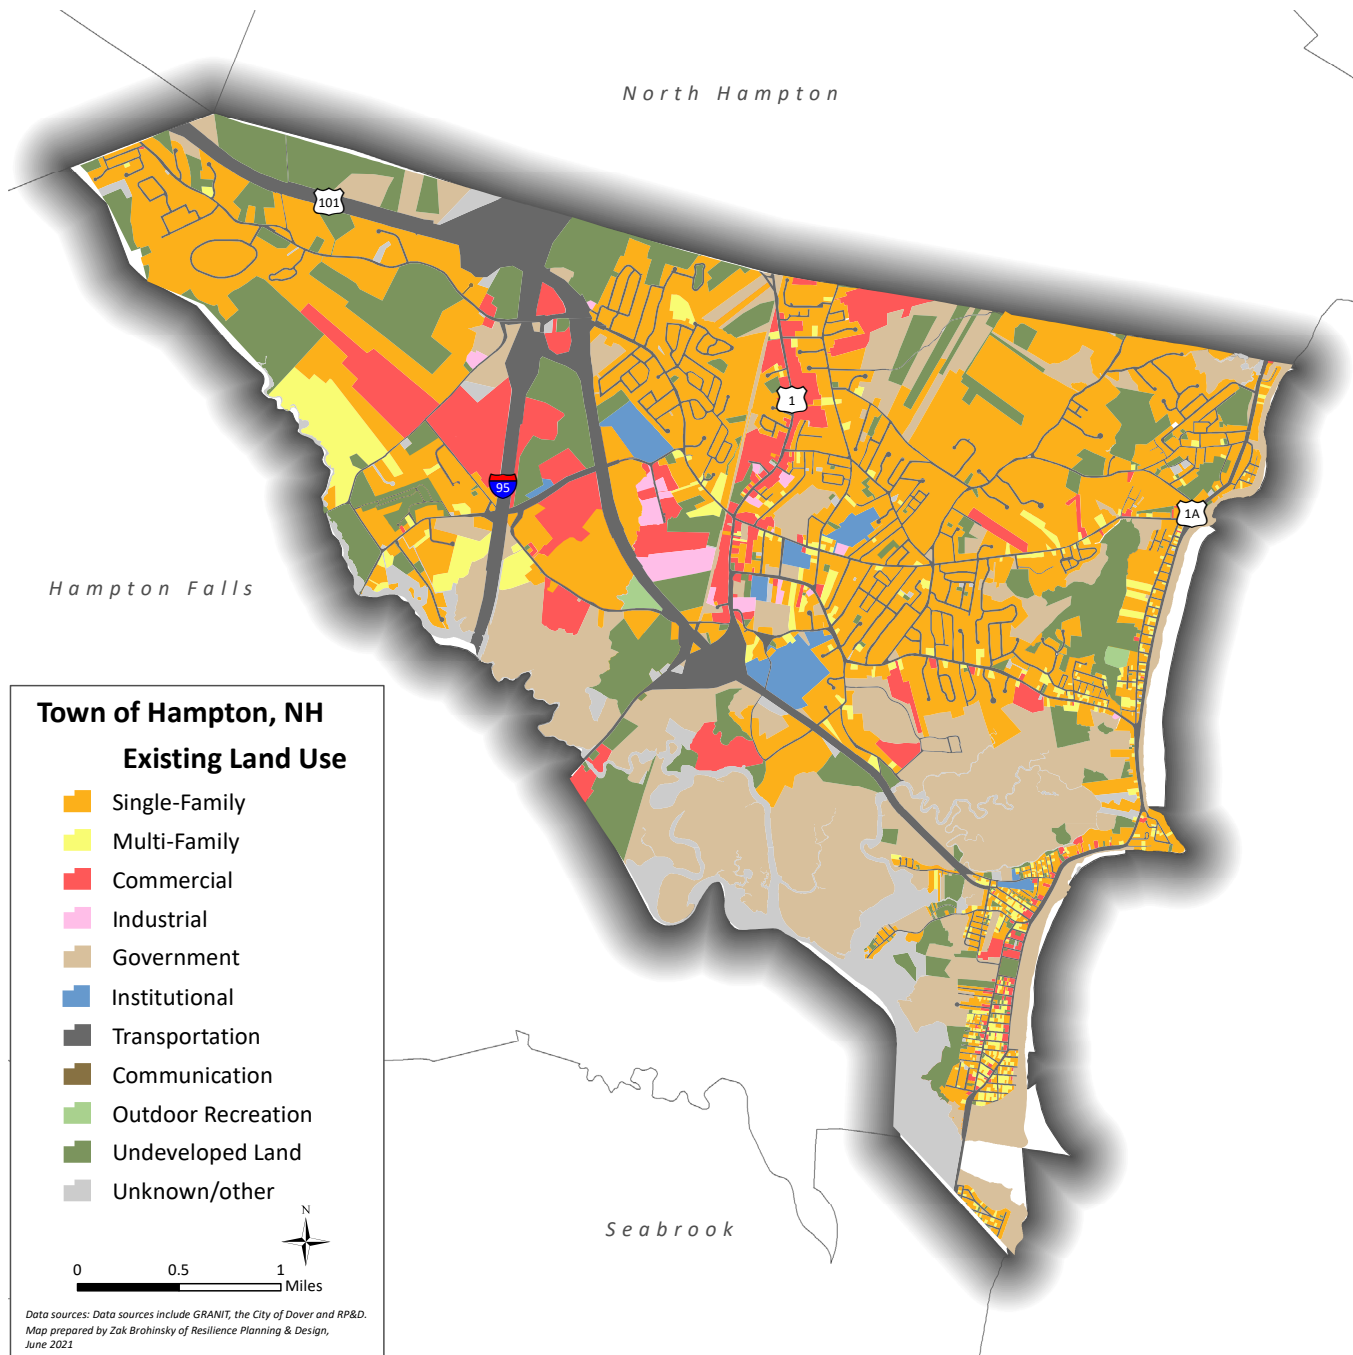 North Hampton
101
1
95
1A
Hampton Falls
Town of Hampton, NH
Existing Land Use
Single-Family
Multi-Family
Commercial
Industrial
Government
Institutional
Transportation
Communication
Outdoor Recreation
Undeveloped Land
Unknown/other
N
0 0.5 1
Miles
Seabrook
Data sources: Data sources include GRANIT, the City of Dover and RP&D.
Map prepared by Zak Brohinsky of Resilience Planning & Design,
June 2021